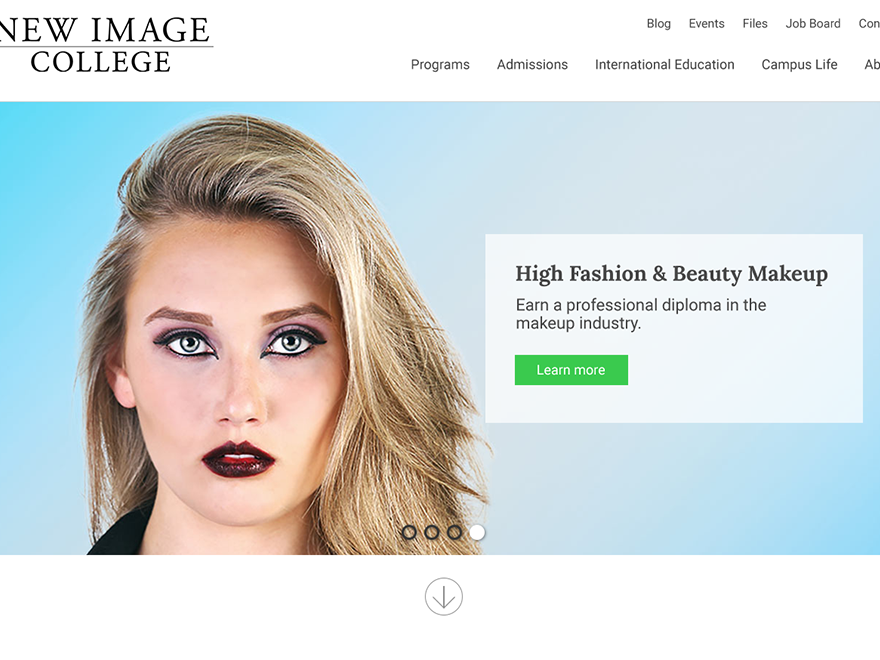 NEW IMAGE
COLLEGE
Blog Events Files Job Board Con
Programs Admissions International Education Campus Life Ab
High Fashion & Beauty Makeup
Earn a professional diploma in the
makeup industry.
Learn more